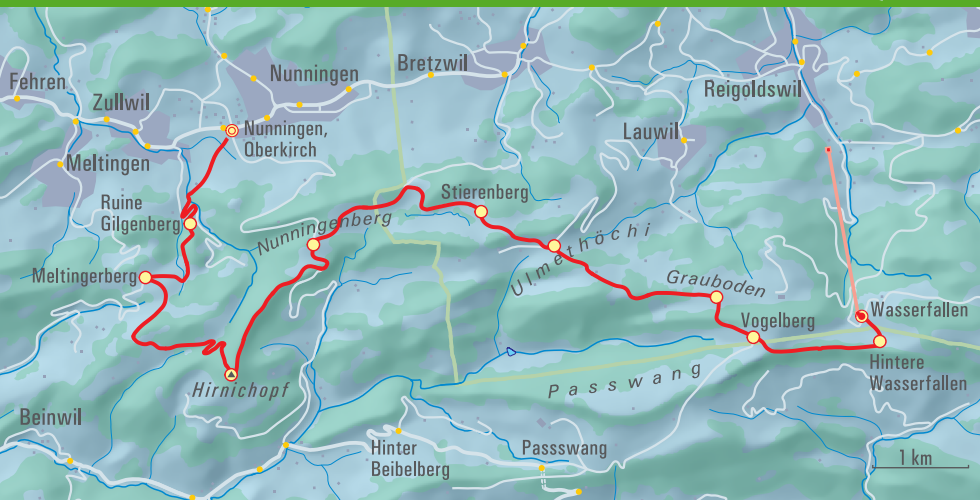 Bretzwil
Nunningen
Fehren
Reigoldswil
Zullwil
Nunningen,
Oberkirch
Lauwil
Meltingen
Stierenberg
Ruine
Gilgenberg
Nunningenberg
Ulmethöchi
Meltingerberg
Grauboden
Wasserfallen
Vogelberg
Hintere
Wasserfallen
Passwang
Hirnichopf
Beinwil
Hinter
Beibelberg
Passswang
1 km